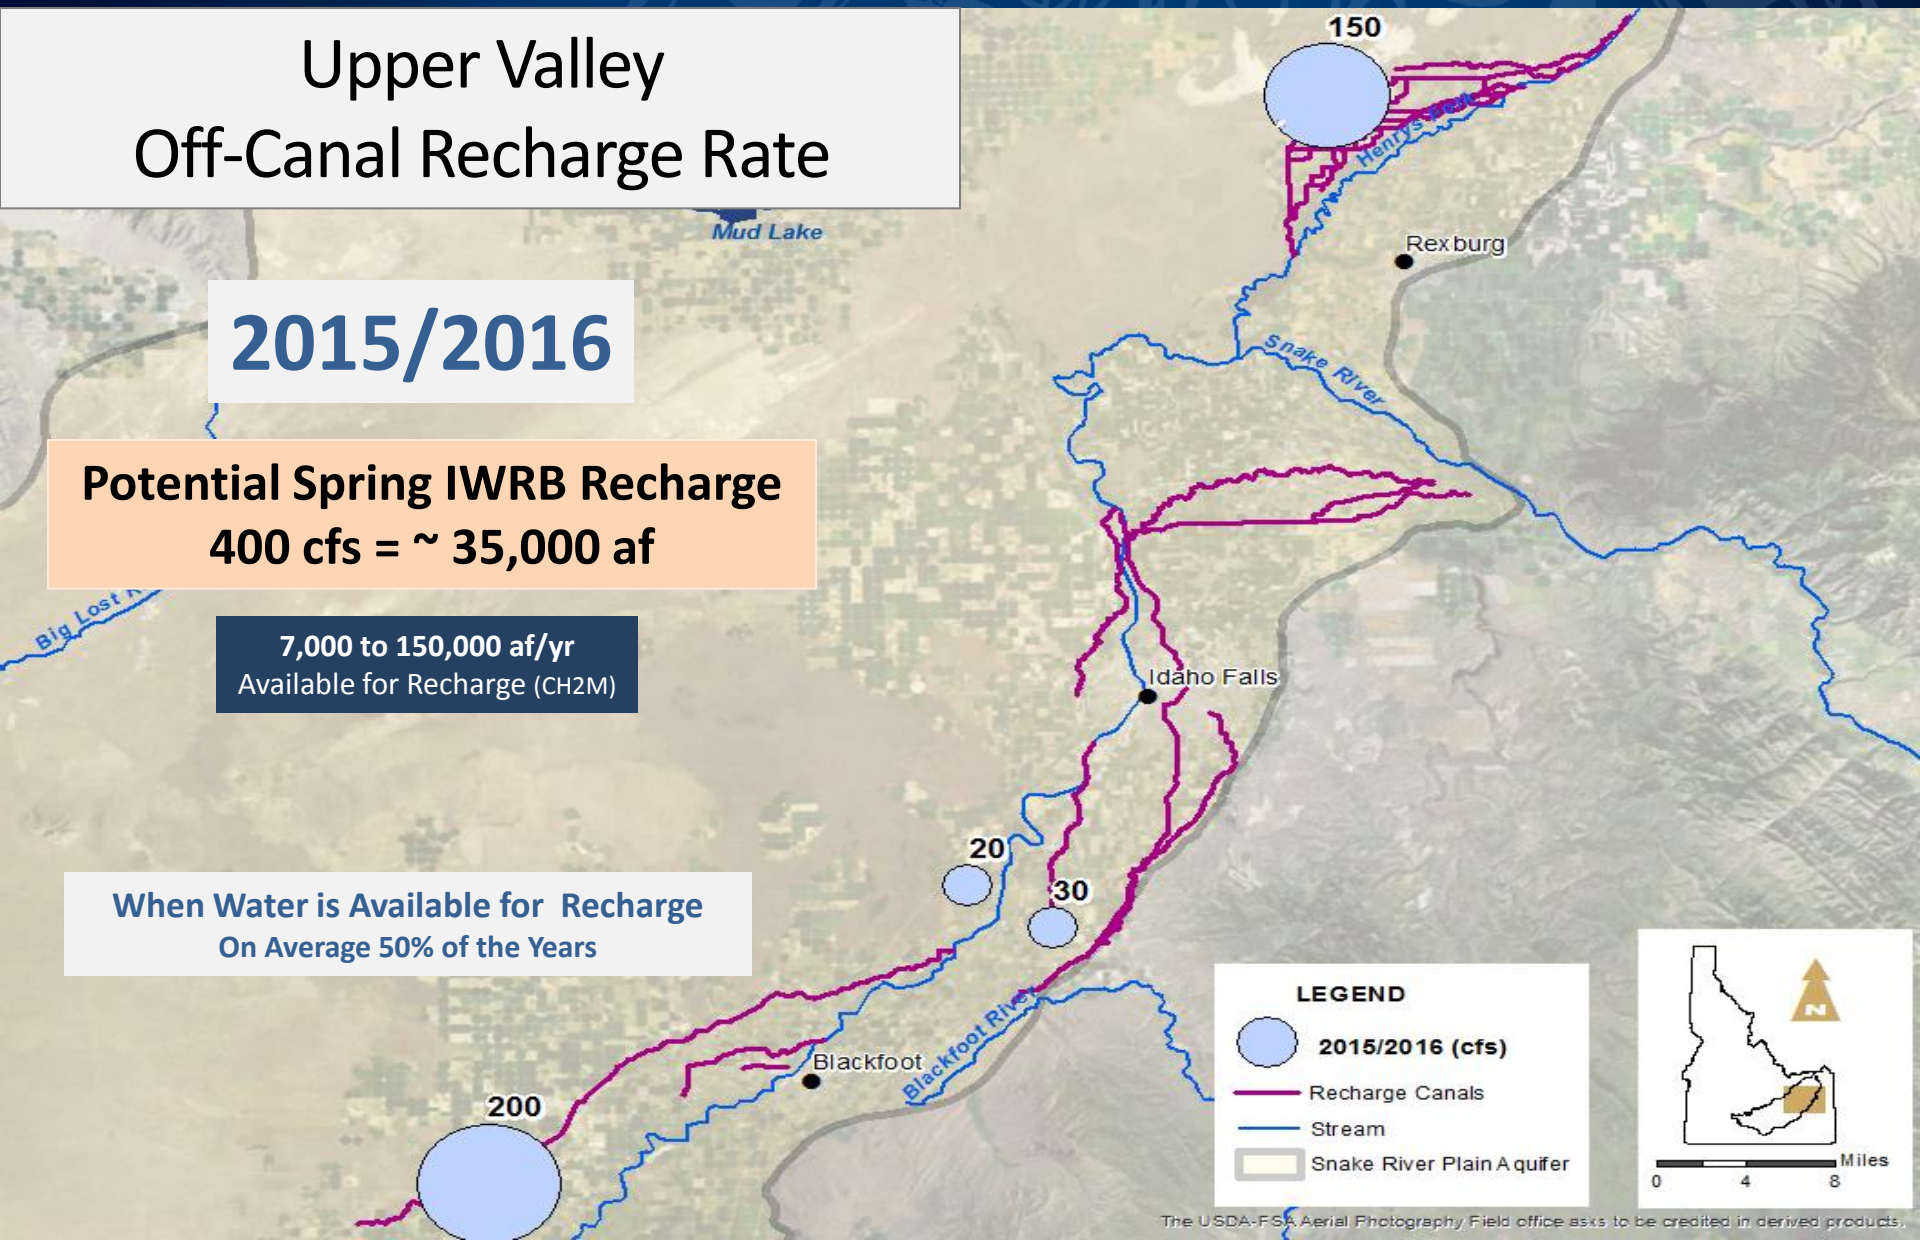 Upper Valley
Off-Canal Recharge Rate
2015/2016
Potential Spring IWRB Recharge
400 cfs = ~ 35,000 af
7,000 to 150,000 af/yr
Available for Recharge (CH2M)
When Water is Available for Recharge
On Average 50% of the Years
150
Henrys Fork
Mud Lake
Rexburg
Snake River
Big Lost
Idaho Falls
20
30
Blackfoot
Blackfoot River
200
LEGEND
2015/2016 (cfs)
Recharge Canals
Stream
Snake River Plain Aquifer
N
Miles
0 4 8
The USDA-FSA Aerial Photography Field office asks to be credited in derived products.